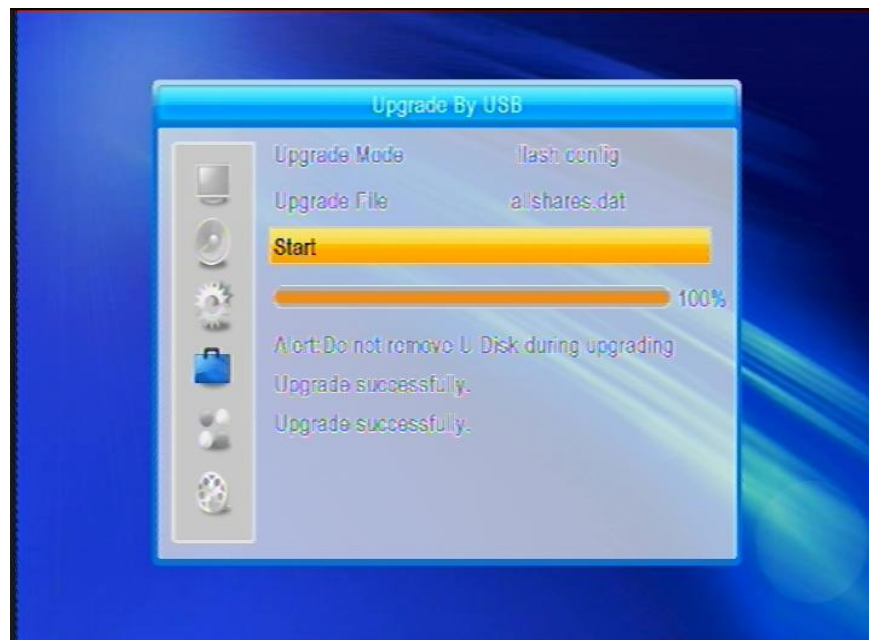 Upgrade By USB
Upgrade Mode flash config
Upgrade File allshares.dat
Start
100%
Alert:Do not remove U Disk during upgrading
Upgrade successfully.
Upgrade successfully.